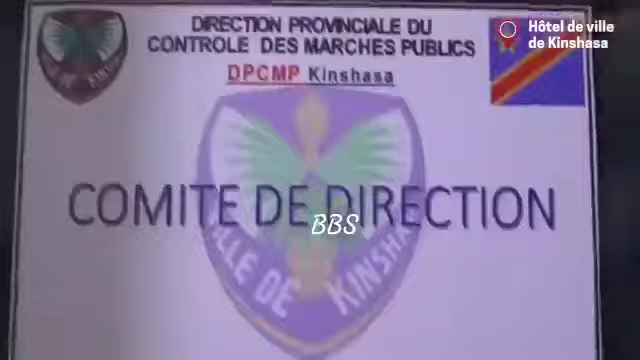 DIRECTION PROVINCIALE DU
CONTROLE DES MARCHES PUBLICS
DPCMP Kinshasa
Hôtel de ville
de Kinshasa
COMITE DE DIRECTION
BBS
VILLE DE KINSHASA